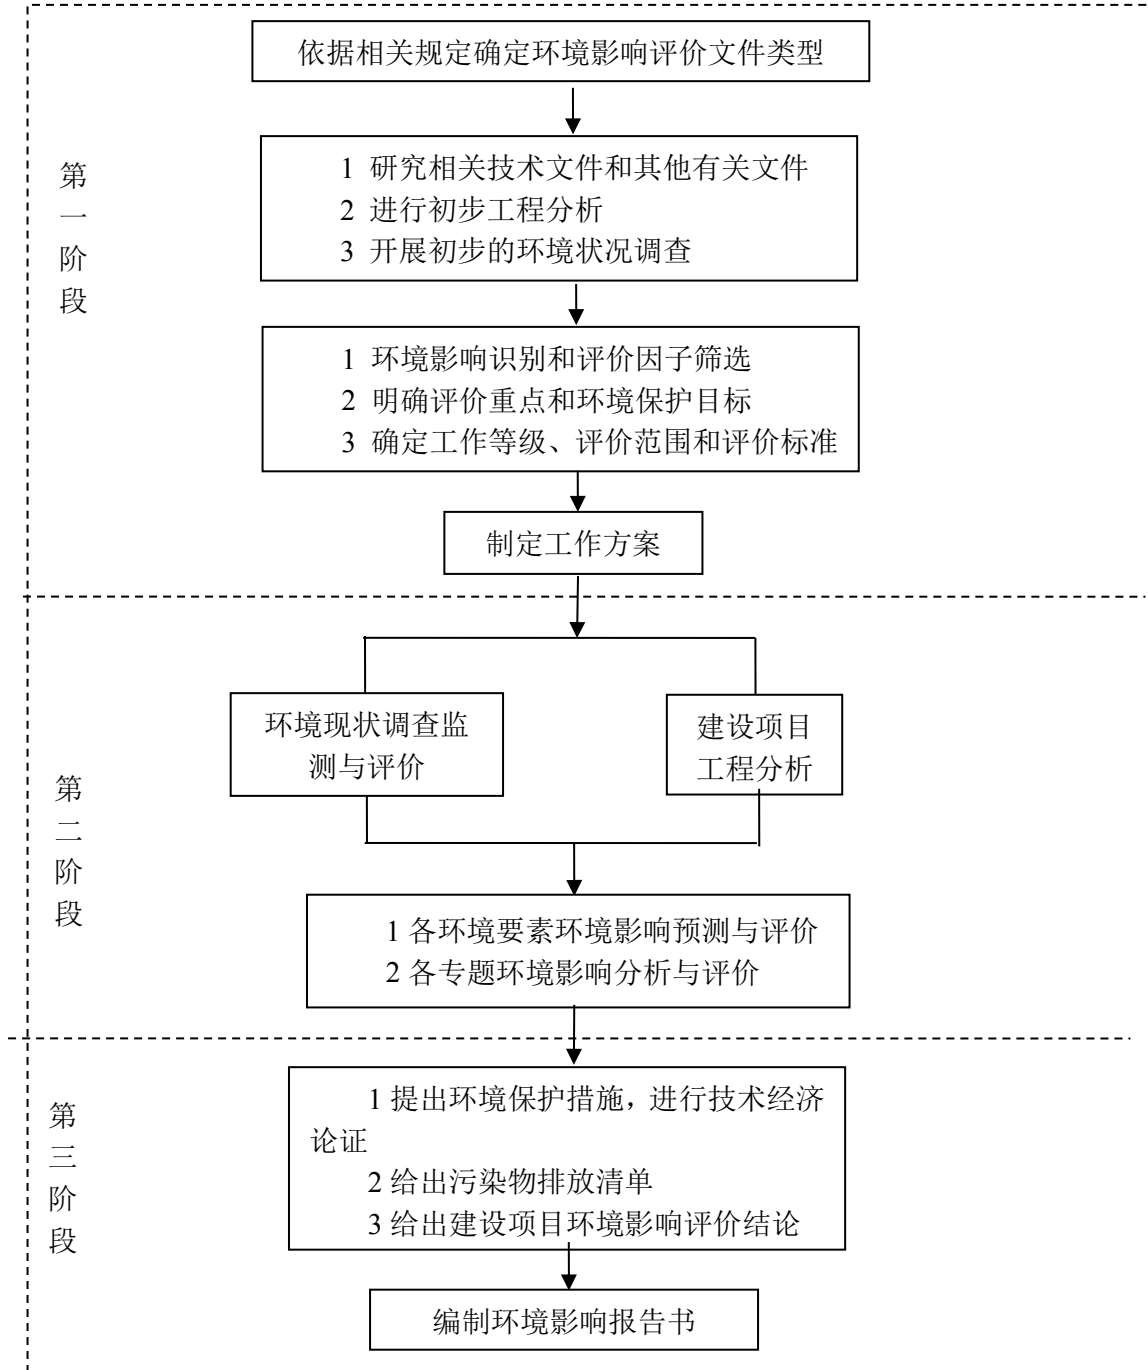 依据相关规定确定环境影响评价文件类型
第一阶段
1 研究相关技术文件和其他有关文件
2 进行初步工程分析
3 开展初步的环境状况调查
1 环境影响识别和评价因子筛选
2 明确评价重点和环境保护目标
3 确定工作等级、评价范围和评价标准
制定工作方案
第二阶段
环境现状调查监
测与评价
建设项目
工程分析
1 各环境要素环境影响预测与评价
2 各专题环境影响分析与评价
第三阶段
1 提出环境保护措施，进行技术经济
论证
2 给出污染物排放清单
3 给出建设项目环境影响评价结论
编制环境影响报告书